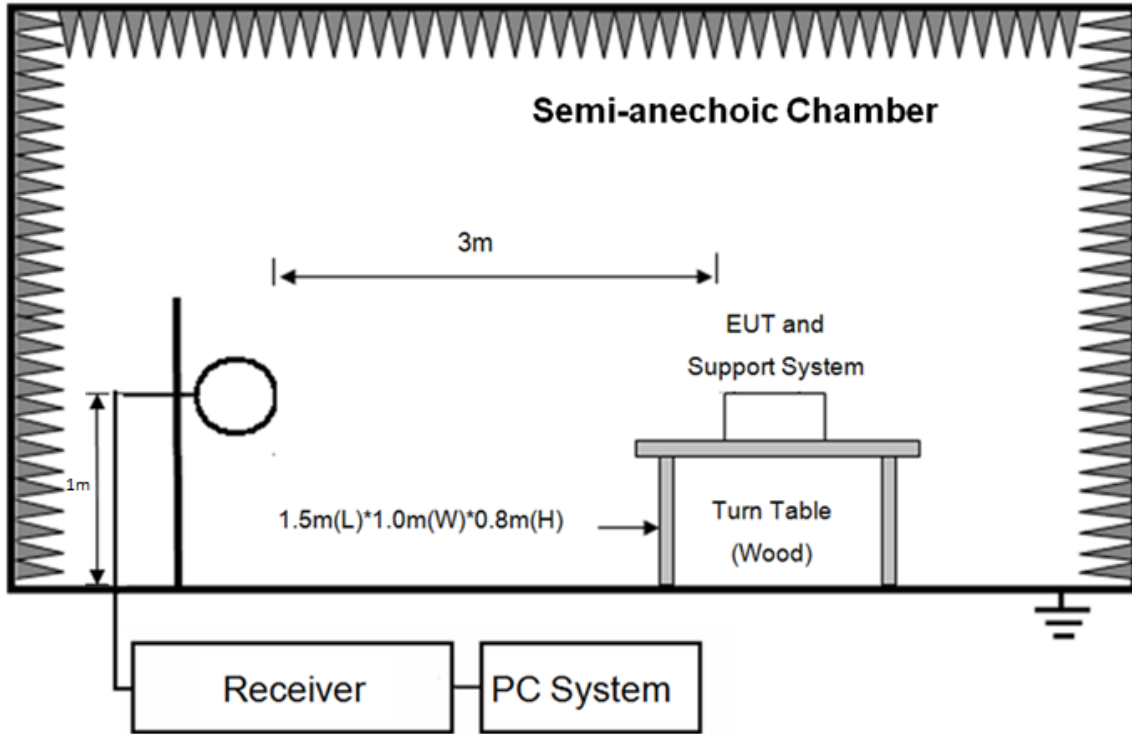 Semi-anechoic Chamber
3m
EUT and
Support System
1m
1.5m(L)*1.0m(W)*0.8m(H)
Turn Table
(Wood)
Receiver
PC System